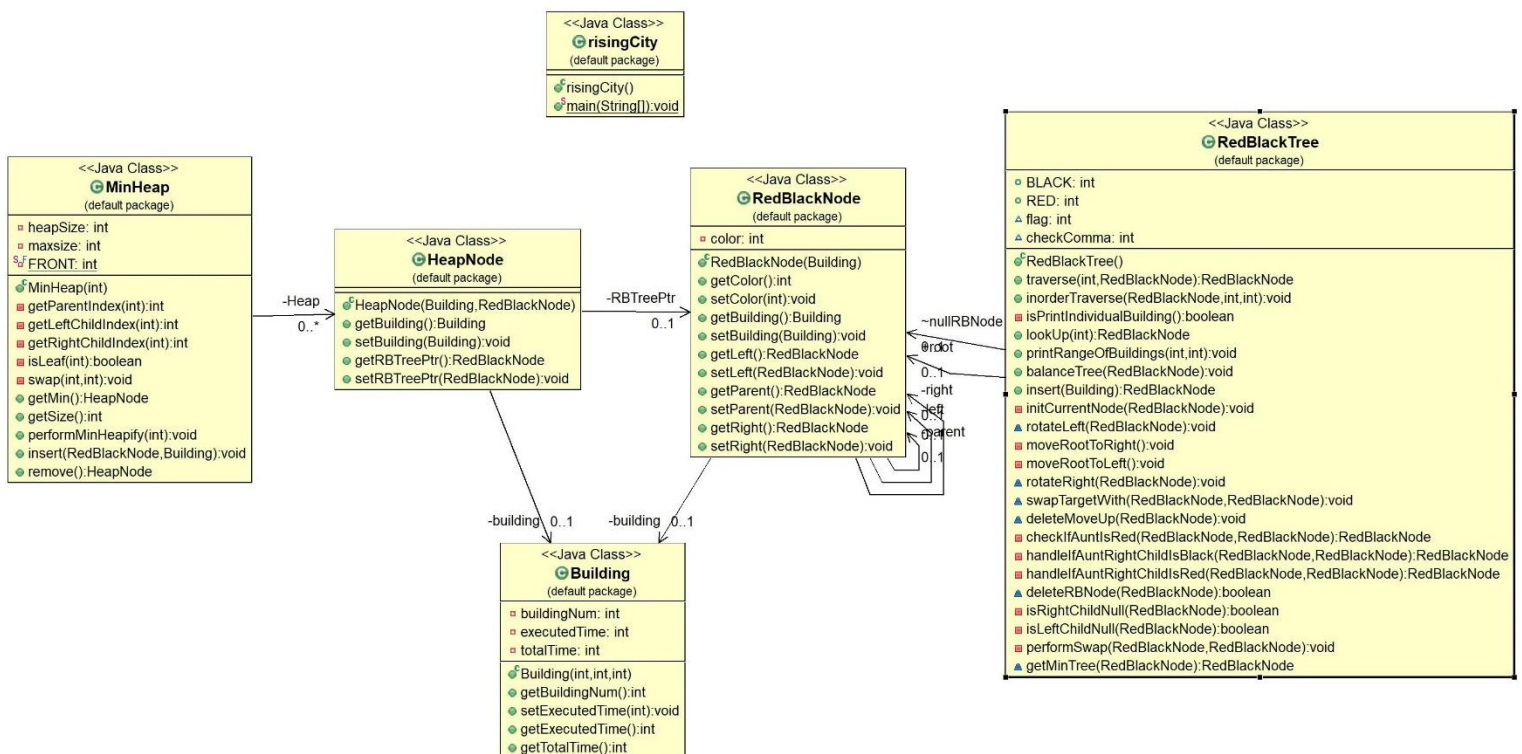 <<Java Class>>
risingCity
(default package)
risingCity()
main(String[]):void
<<Java Class>>
MinHeap
(default package)
heapSize: int
maxsize: int
FRONT: int
MinHeap(int)
getParentIndex(int):int
getLeftChildIndex(int):int
getRightChildIndex(int):int
isLeaf(int):boolean
swap(int,int):void
getMin():HeapNode
getSize():int
performMinHeapify(int):void
insert(RedBlackNode,Building):void
remove():HeapNode
-Heap
0..*
<<Java Class>>
HeapNode
(default package)
HeapNode(Building,RedBlackNode)
getBuilding():Building
setBuilding(Building):void
getRBTreePtr():RedBlackNode
setRBTreePtr(RedBlackNode):void
-RBTreePtr
0..1
<<Java Class>>
RedBlackNode
(default package)
color: int
RedBlackNode(Building)
getColor():int
setColor(int):void
getBuilding():Building
setBuilding(Building):void
getLeft():RedBlackNode
setLeft(RedBlackNode):void
getParent():RedBlackNode
setParent(RedBlackNode):void
getRight():RedBlackNode
setRight(RedBlackNode):void
~nullRBNode
0..1
-right
-left
-parent
0..1
<<Java Class>>
RedBlackTree
(default package)
BLACK: int
RED: int
flag: int
checkComma: int
RedBlackTree()
traverse(int,RedBlackNode):RedBlackNode
inorderTraverse(RedBlackNode,int,int):void
isPrintIndividualBuilding():boolean
lookUp(int):RedBlackNode
printRangeOfBuildings(int,int):void
balanceTree(RedBlackNode):void
insert(Building):RedBlackNode
initCurrentNode(RedBlackNode):void
rotateLeft(RedBlackNode):void
moveRootToRight():void
moveRootToLeft():void
rotateRight(RedBlackNode):void
swapTargetWith(RedBlackNode,RedBlackNode):void
deleteMoveUp(RedBlackNode):void
checkIfAuntIsRed(RedBlackNode,RedBlackNode):RedBlackNode
handleIfAuntRightChildIsBlack(RedBlackNode,RedBlackNode):RedBlackNode
handleIfAuntRightChildIsRed(RedBlackNode,RedBlackNode):RedBlackNode
deleteRBNode(RedBlackNode):boolean
isRightChildNull(RedBlackNode):boolean
isLeftChildNull(RedBlackNode):boolean
performSwap(RedBlackNode,RedBlackNode):void
getMinTree(RedBlackNode):RedBlackNode
-building 0..1
-building 0..1
<<Java Class>>
Building
(default package)
buildingNum: int
executedTime: int
totalTime: int
Building(int,int,int)
getBuildingNum():int
setExecutedTime(int):void
getExecutedTime():int
getTotalTime():int